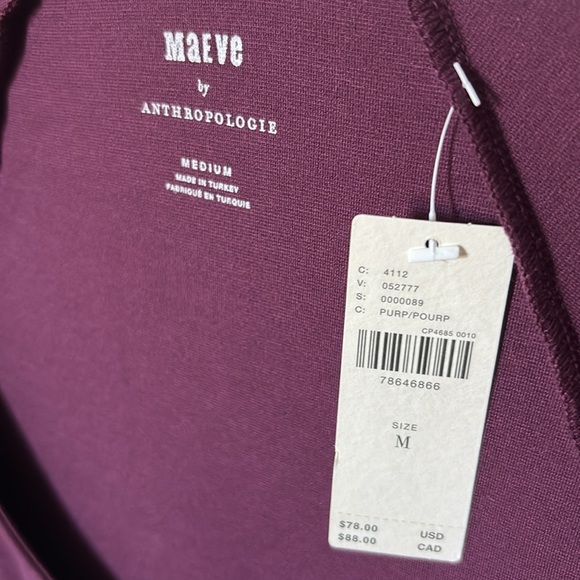 MaEVe
by
ANTHROPOLOGIE
MEDIUM
MADE IN TURKEY
FABRIQUÉ EN TURQUIE
C: 4112
V: 052777
S: 0000089
C: PURP/POURP
CP4685 0010
78646866
SIZE
M
$78.00 USD
$88.00 CAD